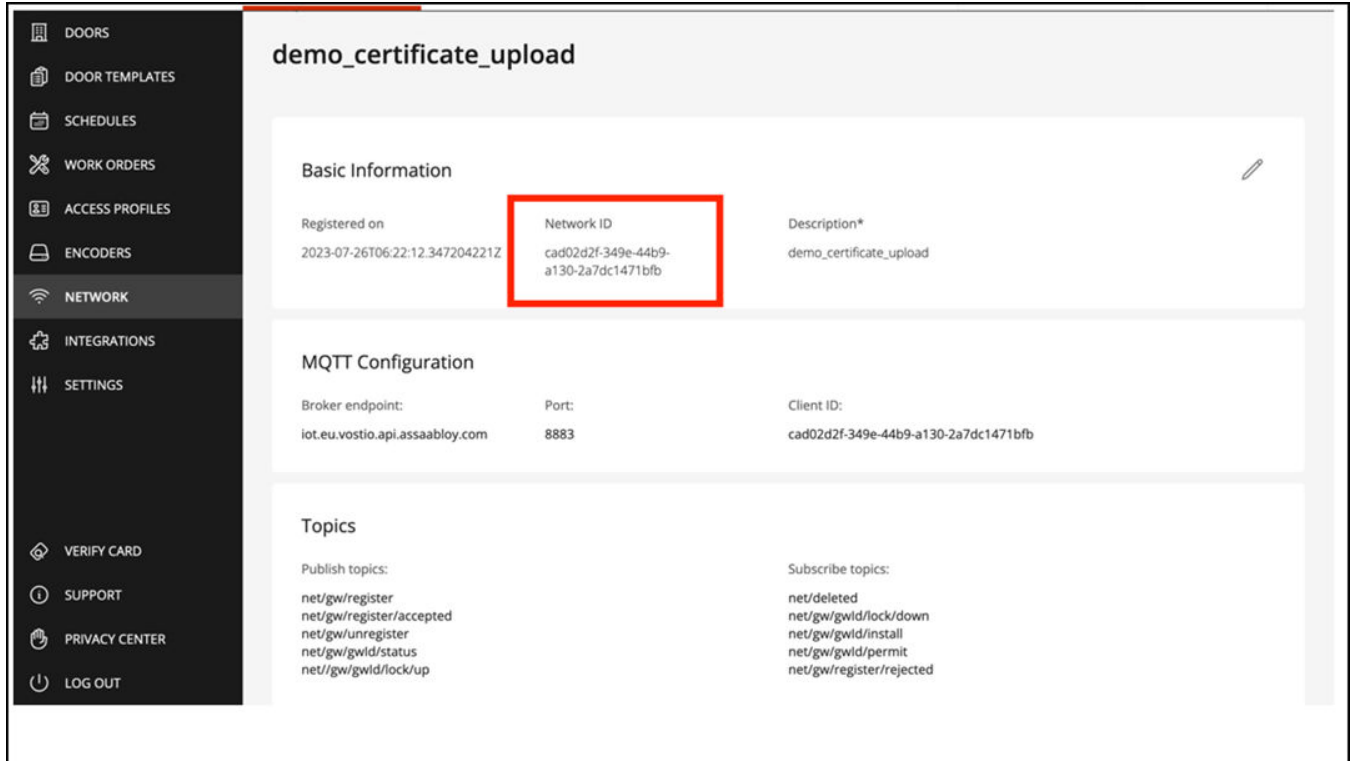 DOORS
DOOR TEMPLATES
SCHEDULES
WORK ORDERS
ACCESS PROFILES
ENCODERS
NETWORK
INTEGRATIONS
SETTINGS
VERIFY CARD
SUPPORT
PRIVACY CENTER
LOG OUT
demo_certificate_upload
Basic Information
Registered on
2023-07-26T06:22:12.347204221Z
Network ID
cad02d2f-349e-44b9-
a130-2a7dc1471bfb
Description*
demo_certificate_upload
MQTT Configuration
Broker endpoint:
iot.eu.vostio.api.assaabloy.com
Port:
8883
Client ID:
cad02d2f-349e-44b9-a130-2a7dc1471bfb
Topics
Publish topics:
net/gw/register
net/gw/register/accepted
net/gw/unregister
net/gw/gwId/status
net//gw/gwId/lock/up
Subscribe topics:
net/deleted
net/gw/gwId/lock/down
net/gw/gwId/install
net/gw/gwId/permit
net/gw/register/rejected